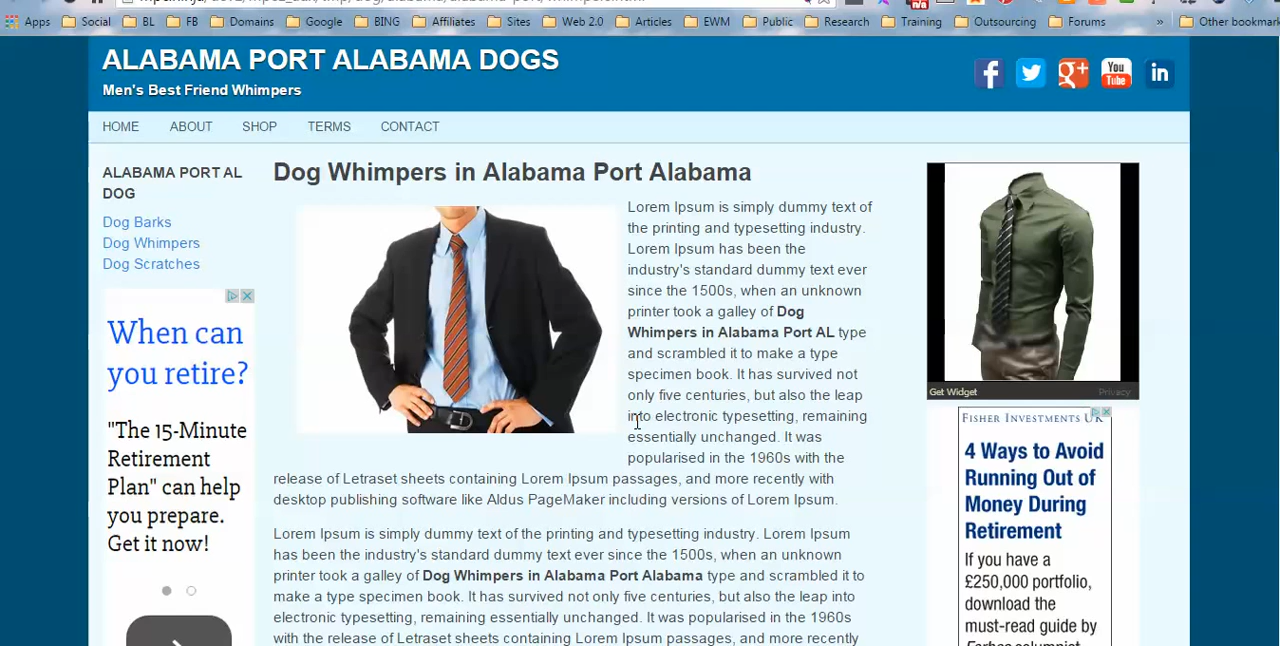 Apps Social BL FB Domains Google BING Affiliates Sites Web 2.0 Articles EWM Public Research Training Outsourcing Forums » Other bookmark
ALABAMA PORT ALABAMA DOGS
Men's Best Friend Whimpers
f g+ You Tube in
HOME ABOUT SHOP TERMS CONTACT
ALABAMA PORT AL
DOG
Dog Barks
Dog Whimpers
Dog Scratches
When can
you retire?
"The 15-Minute
Retirement
Plan" can help
you prepare.
Get it now!
Dog Whimpers in Alabama Port Alabama
Lorem Ipsum is simply dummy text of
the printing and typesetting industry.
Lorem Ipsum has been the
industry's standard dummy text ever
since the 1500s, when an unknown
printer took a galley of Dog
Whimpers in Alabama Port AL type
and scrambled it to make a type
specimen book. It has survived not
only five centuries, but also the leap
into electronic typesetting, remaining
essentially unchanged. It was
popularised in the 1960s with the
release of Letraset sheets containing Lorem Ipsum passages, and more recently with
desktop publishing software like Aldus PageMaker including versions of Lorem Ipsum.
Lorem Ipsum is simply dummy text of the printing and typesetting industry. Lorem Ipsum
has been the industry's standard dummy text ever since the 1500s, when an unknown
printer took a galley of Dog Whimpers in Alabama Port Alabama type and scrambled it to
make a type specimen book. It has survived not only five centuries, but also the leap into
electronic typesetting, remaining essentially unchanged. It was popularised in the 1960s
with the release of Letraset sheets containing Lorem Ipsum passages, and more recently
Get Widget Privacy
FISHER INVESTMENTS UK
4 Ways to Avoid
Running Out of
Money During
Retirement
If you have a
£250,000 portfolio,
download the
must-read guide by